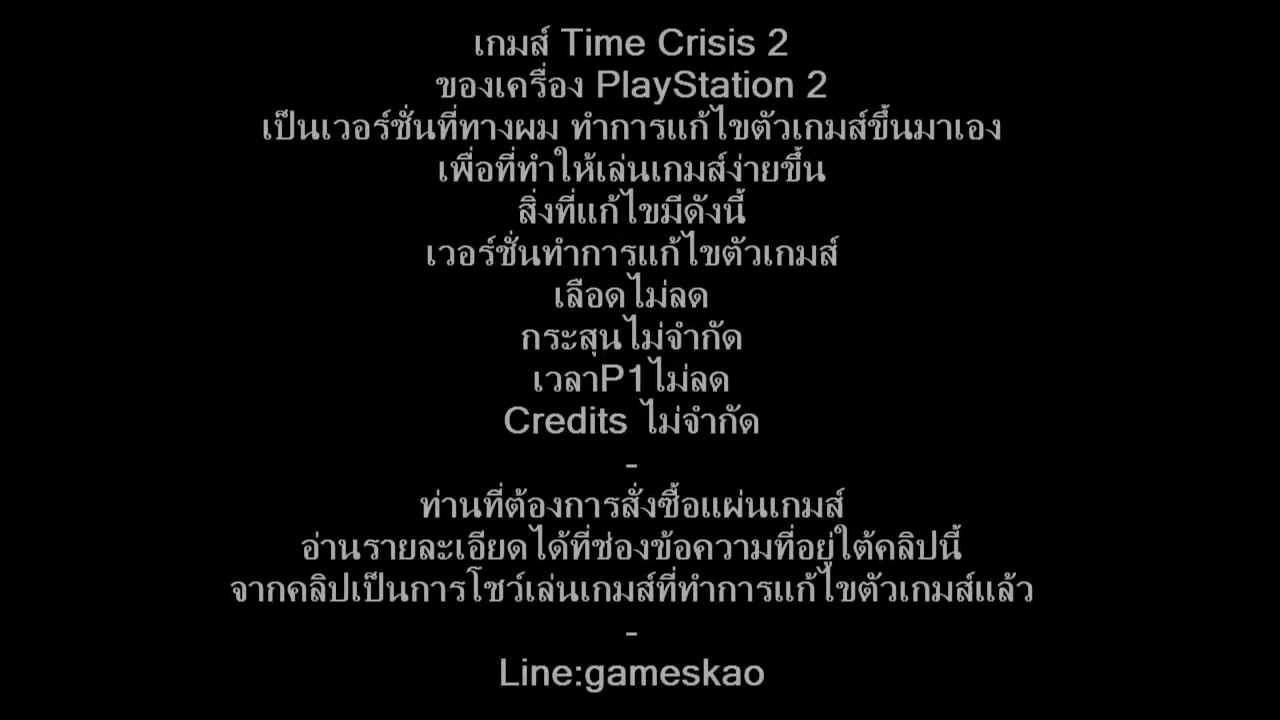 เกมส์ Time Crisis 2
ของเครื่อง PlayStation 2
เป็นเวอร์ชั่นที่ทางผม ทำการแก้ไขตัวเกมส์ขึ้นมาเอง
เพื่อที่ทำให้เล่นเกมส์ง่ายขึ้น
สิ่งที่แก้ไขมีดังนี้
เวอร์ชั่นทำการแก้ไขตัวเกมส์
เลือดไม่ลด
กระสุนไม่จำกัด
เวลาP1ไม่ลด
Credits ไม่จำกัด
-
ท่านที่ต้องการสั่งซื้อแผ่นเกมส์
อ่านรายละเอียดได้ที่ช่องข้อความที่อยู่ใต้คลิปนี้
จากคลิปเป็นการโชว์เล่นเกมส์ที่ทำการแก้ไขตัวเกมส์แล้ว
-
Line:gameskao